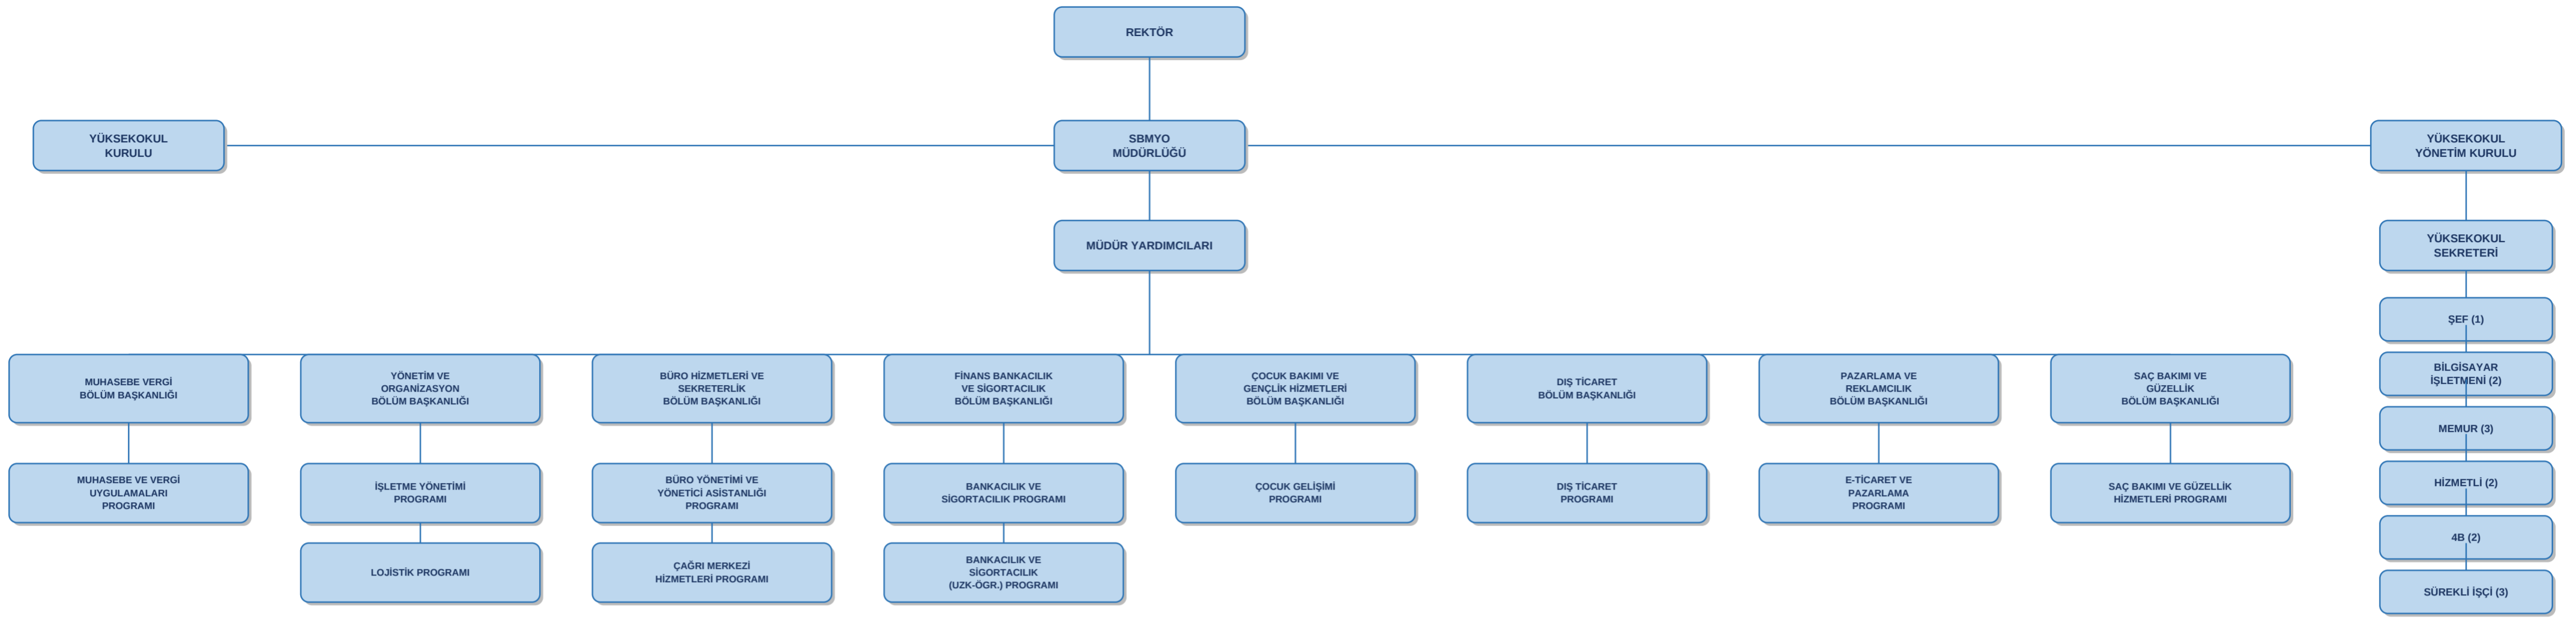 REKTÖR
YÜKSEKOKUL
KURULU
SBMYO
MÜDÜRLÜĞÜ
YÜKSEKOKUL
YÖNETİM KURULU
MÜDÜR YARDIMCILARI
YÜKSEKOKUL
SEKRETERİ
ŞEF (1)
BİLGİSAYAR
İŞLETMENİ (2)
MEMUR (3)
HİZMETLİ (2)
4B (2)
SÜREKLİ İŞÇİ (3)
MUHASEBE VERGİ
BÖLÜM BAŞKANLIĞI
YÖNETİM VE
ORGANİZASYON
BÖLÜM BAŞKANLIĞI
BÜRO HİZMETLERİ VE
SEKRETERLİK
BÖLÜM BAŞKANLIĞI
FİNANS BANKACILIK
VE SİGORTACILIK
BÖLÜM BAŞKANLIĞI
ÇOCUK BAKIMI VE
GENÇLİK HİZMETLERİ
BÖLÜM BAŞKANLIĞI
DIŞ TİCARET
BÖLÜM BAŞKANLIĞI
PAZARLAMA VE
REKLAMCILIK
BÖLÜM BAŞKANLIĞI
SAÇ BAKIMI VE
GÜZELLİK
BÖLÜM BAŞKANLIĞI
MUHASEBE VE VERGİ
UYGULAMALARI
PROGRAMI
İŞLETME YÖNETİMİ
PROGRAMI
BÜRO YÖNETİMİ VE
YÖNETİCİ ASİSTANLIĞI
PROGRAMI
BANKACILIK VE
SİGORTACILIK PROGRAMI
ÇOCUK GELİŞİMİ
PROGRAMI
DIŞ TİCARET
PROGRAMI
E-TİCARET VE
PAZARLAMA
PROGRAMI
SAÇ BAKIMI VE GÜZELLİK
HİZMETLERİ PROGRAMI
LOJİSTİK PROGRAMI
ÇAĞRI MERKEZİ
HİZMETLERİ PROGRAMI
BANKACILIK VE
SİGORTACILIK
(UZK-ÖGR.) PROGRAMI